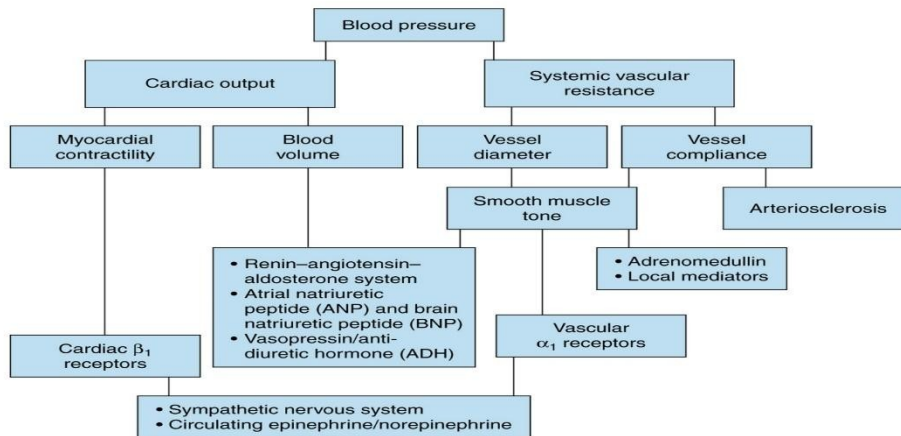 Blood pressure
Cardiac output
Systemic vascular
resistance
Myocardial
contractility
Blood
volume
Vessel
diameter
Vessel
compliance
Smooth muscle
tone
Arteriosclerosis
• Renin–angiotensin–
aldosterone system
• Atrial natriuretic
peptide (ANP) and brain
natriuretic peptide (BNP)
• Vasopressin/anti-
diuretic hormone (ADH)
• Adrenomedullin
• Local mediators
Cardiac β1
receptors
Vascular
α1 receptors
• Sympathetic nervous system
• Circulating epinephrine/norepinephrine